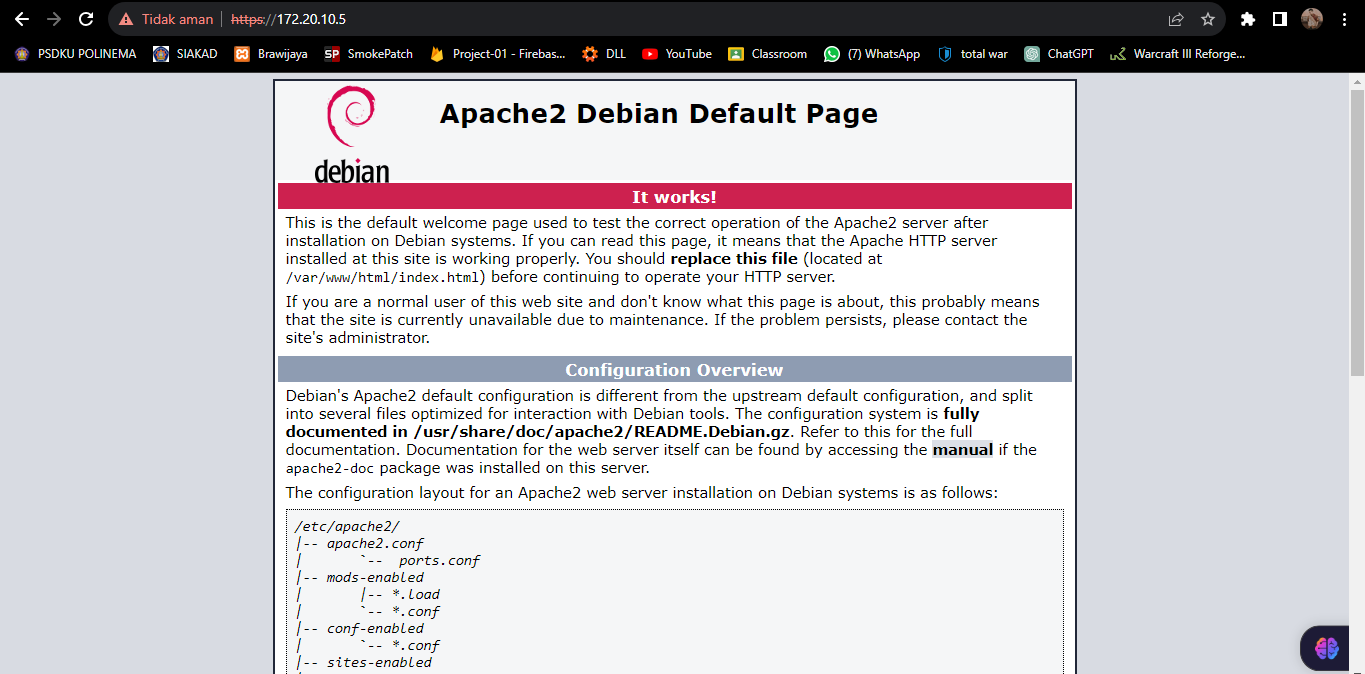 Tidak aman https://172.20.10.5
PSDKU POLINEMA SIAKAD Brawijaya SmokePatch Project-01 - Firebas... DLL YouTube Classroom (7) WhatsApp total war ChatGPT Warcraft III Reforge...
debian
Apache2 Debian Default Page
It works!
This is the default welcome page used to test the correct operation of the Apache2 server after
installation on Debian systems. If you can read this page, it means that the Apache HTTP server
installed at this site is working properly. You should replace this file (located at
/var/www/html/index.html) before continuing to operate your HTTP server.
If you are a normal user of this web site and don't know what this page is about, this probably means
that the site is currently unavailable due to maintenance. If the problem persists, please contact the
site's administrator.
Configuration Overview
Debian's Apache2 default configuration is different from the upstream default configuration, and split
into several files optimized for interaction with Debian tools. The configuration system is fully
documented in /usr/share/doc/apache2/README.Debian.gz. Refer to this for the full
documentation. Documentation for the web server itself can be found by accessing the manual if the
apache2-doc package was installed on this server.
The configuration layout for an Apache2 web server installation on Debian systems is as follows:
/etc/apache2/
|-- apache2.conf
|       `--  ports.conf
|-- mods-enabled
|       |-- *.load
|       `-- *.conf
|-- conf-enabled
|       `-- *.conf
|-- sites-enabled